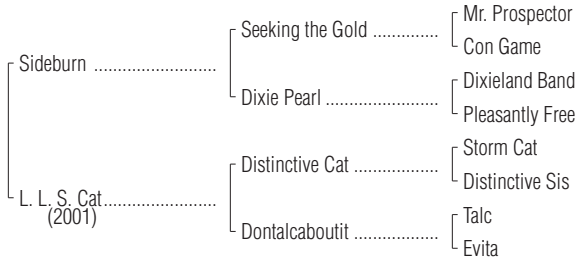 Mr. Prospector
Seeking the Gold ..............
Con Game
Sideburn ..........................
Dixieland Band
Dixie Pearl ........................
Pleasantly Free
Storm Cat
Distinctive Cat ..................
Distinctive Sis
L. L. S. Cat........................
(2001)
Talc
Dontalcaboutit ..................
Evita